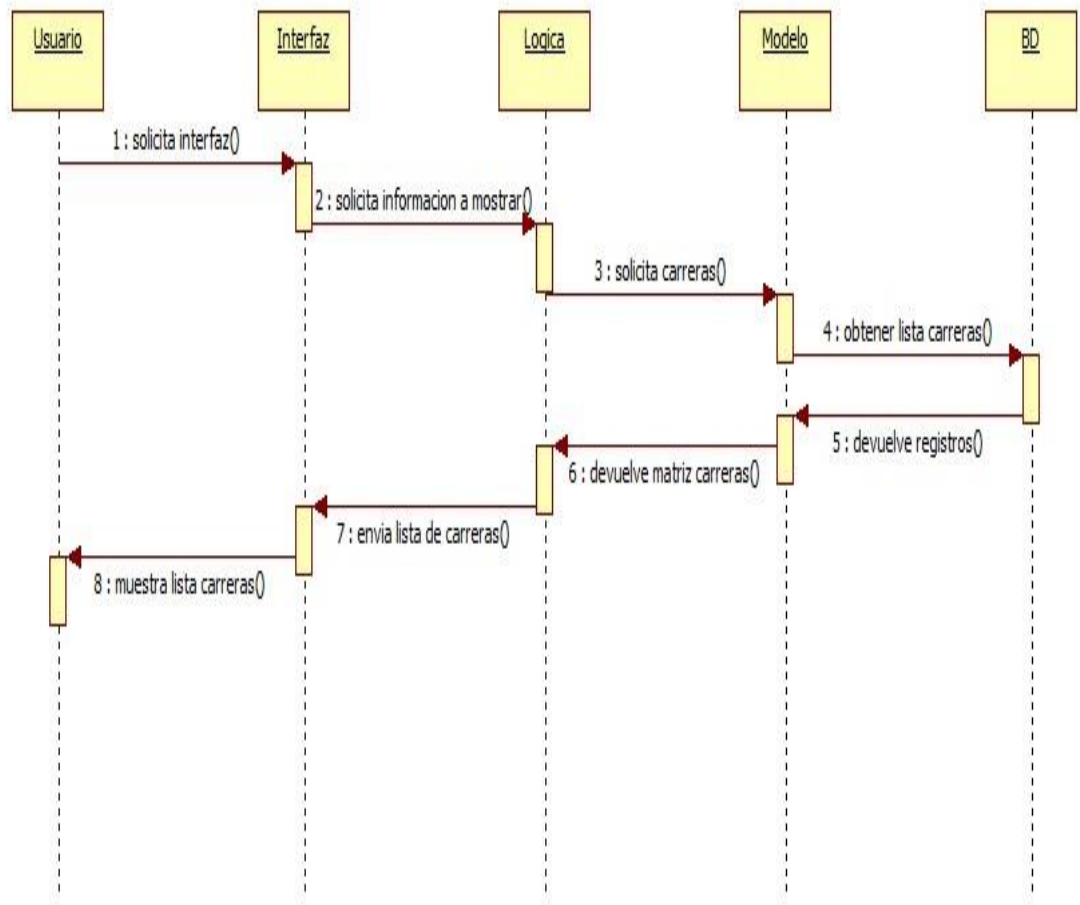 Usuario
Interfaz
Logica
Modelo
BD
1 : solicita interfaz()
2 : solicita informacion a mostrar()
3 : solicita carreras()
4 : obtener lista carreras()
5 : devuelve registros()
6 : devuelve matriz carreras()
7 : envia lista de carreras()
8 : muestra lista carreras()